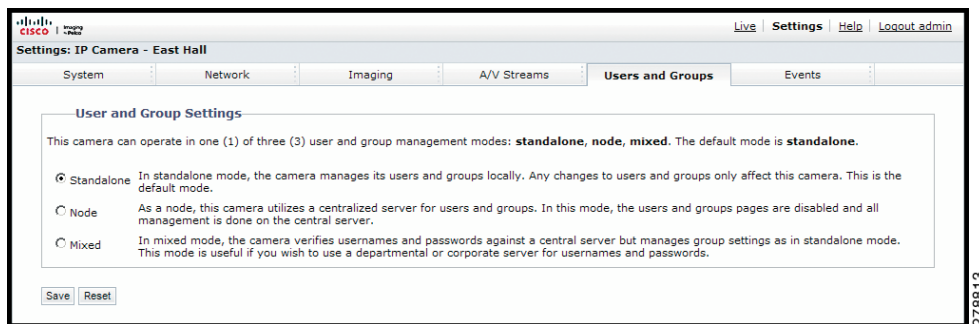 CISCO | Imaging by Pelco
Live | Settings | Help | Logout admin
Settings: IP Camera - East Hall
System Network Imaging A/V Streams Users and Groups Events
User and Group Settings
This camera can operate in one (1) of three (3) user and group management modes: standalone, node, mixed. The default mode is standalone.
Standalone In standalone mode, the camera manages its users and groups locally. Any changes to users and groups only affect this camera. This is the
default mode.
Node As a node, this camera utilizes a centralized server for users and groups. In this mode, the users and groups pages are disabled and all
management is done on the central server.
Mixed In mixed mode, the camera verifies usernames and passwords against a central server but manages group settings as in standalone mode.
This mode is useful if you wish to use a departmental or corporate server for usernames and passwords.
Save Reset